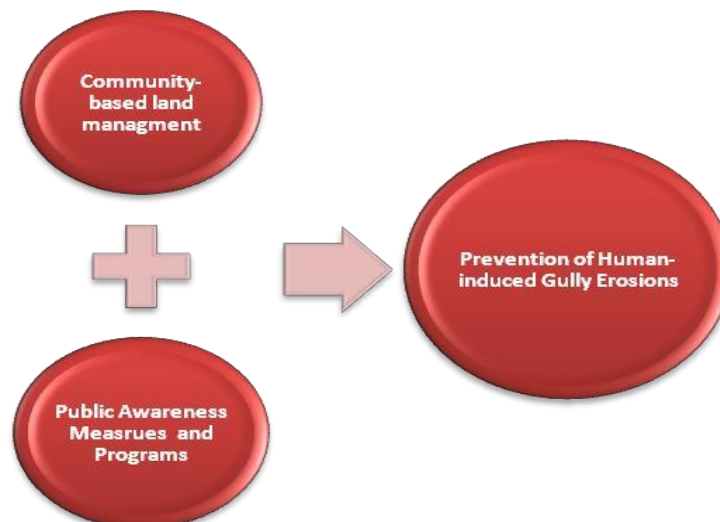 Community-
based land
managment
Prevention of Human-
induced Gully Erosions
Public Awareness
Measrues and
Programs